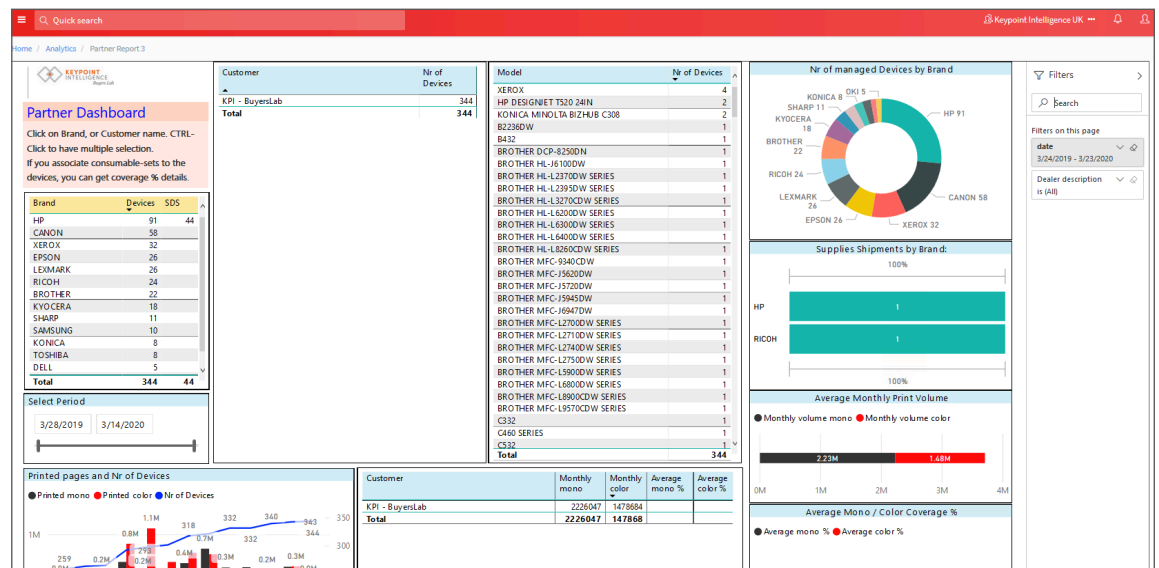 Quick search
Keypoint Intelligence UK
Home / Analytics / Partner Report 3
KEYPOINT
INTELLIGENCE
Buyers Lab
Partner Dashboard
Click on Brand, or Customer name. CTRL-
Click to have multiple selection.
If you associate consumable-sets to the
devices, you can get coverage % details.
Brand Devices SDS
HP 91 44
CANON 58
XEROX 32
EPSON 26
LEXMARK 26
RICOH 24
BROTHER 22
KYOCERA 18
SHARP 11
SAMSUNG 10
KONICA 8
TOSHIBA 8
DELL 5
Total 344 44
Select Period
3/28/2019 3/14/2020
Customer Nr of
Devices
KPI - BuyersLab 344
Total 344
Model Nr of Devices
XEROX 4
HP DESIGNJET T520 24IN 2
KONICA MINOLTA BIZHUB C308 2
B2236DW 1
B432 1
BROTHER DCP-8250DN 1
BROTHER HL-J6100DW 1
BROTHER HL-L2370DW SERIES 1
BROTHER HL-L2395DW SERIES 1
BROTHER HL-L3270CDW SERIES 1
BROTHER HL-L6200DW SERIES 1
BROTHER HL-L6300DW SERIES 1
BROTHER HL-L6400DW SERIES 1
BROTHER HL-L8260CDW SERIES 1
BROTHER MFC-9340CDW 1
BROTHER MFC-J5620DW 1
BROTHER MFC-J5720DW 1
BROTHER MFC-J5945DW 1
BROTHER MFC-J6947DW 1
BROTHER MFC-L2700DW SERIES 1
BROTHER MFC-L2710DW SERIES 1
BROTHER MFC-L2740DW SERIES 1
BROTHER MFC-L2750DW SERIES 1
BROTHER MFC-L5900DW SERIES 1
BROTHER MFC-L6800DW SERIES 1
BROTHER MFC-L8900CDW SERIES 1
BROTHER MFC-L9570CDW SERIES 1
C332 1
C460 SERIES 1
C532 1
Total 344
Nr of managed Devices by Brand
OKI 5
KONICA 8
SHARP 11
KYOCERA
18
BROTHER
22
RICOH 24
LEXMARK
26
EPSON 26
XEROX 32
CANON 58
HP 91
Supplies Shipments by Brand:
100%
HP 1
RICOH 1
100%
Average Monthly Print Volume
Monthly volume mono Monthly volume color
2.23M 1.48M
0M 1M 2M 3M 4M
Average Mono / Color Coverage %
Average mono % Average color %
Filters
Search
Filters on this page
date
3/24/2019 - 3/23/2020
Dealer description
is (All)
Printed pages and Nr of Devices
Printed mono Printed color Nr of Devices
1.1M 318 332 340 343 350
1M 0.8M 0.7M 332 344
259 0.2M 293 0.4M 0.3M 0.2M 0.3M 300
0.2M
Customer Monthly Monthly Average Average
mono color mono % color %
KPI - BuyersLab 2226047 1478684
Total 2226047 147868